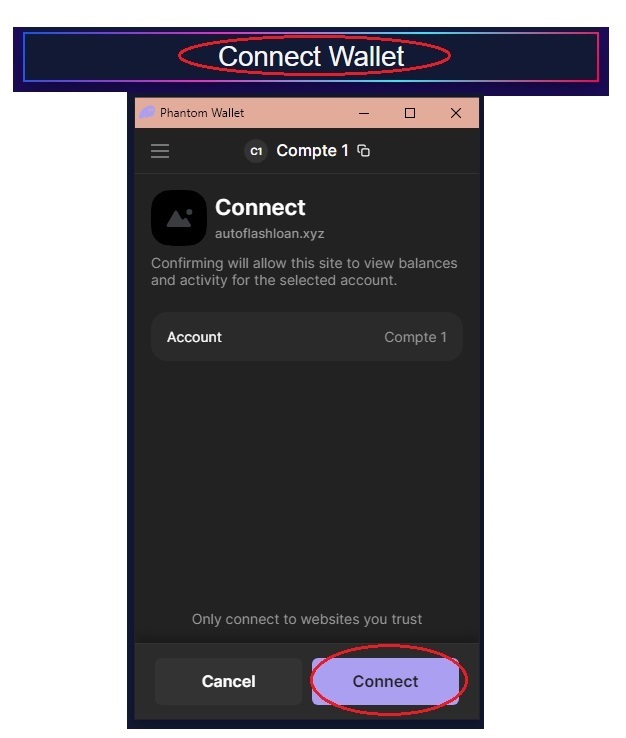 Connect Wallet
Phantom Wallet
C1 Compte 1
Connect
autoflashloan.xyz
Confirming will allow this site to view balances
and activity for the selected account.
Account Compte 1
Only connect to websites you trust
Cancel Connect